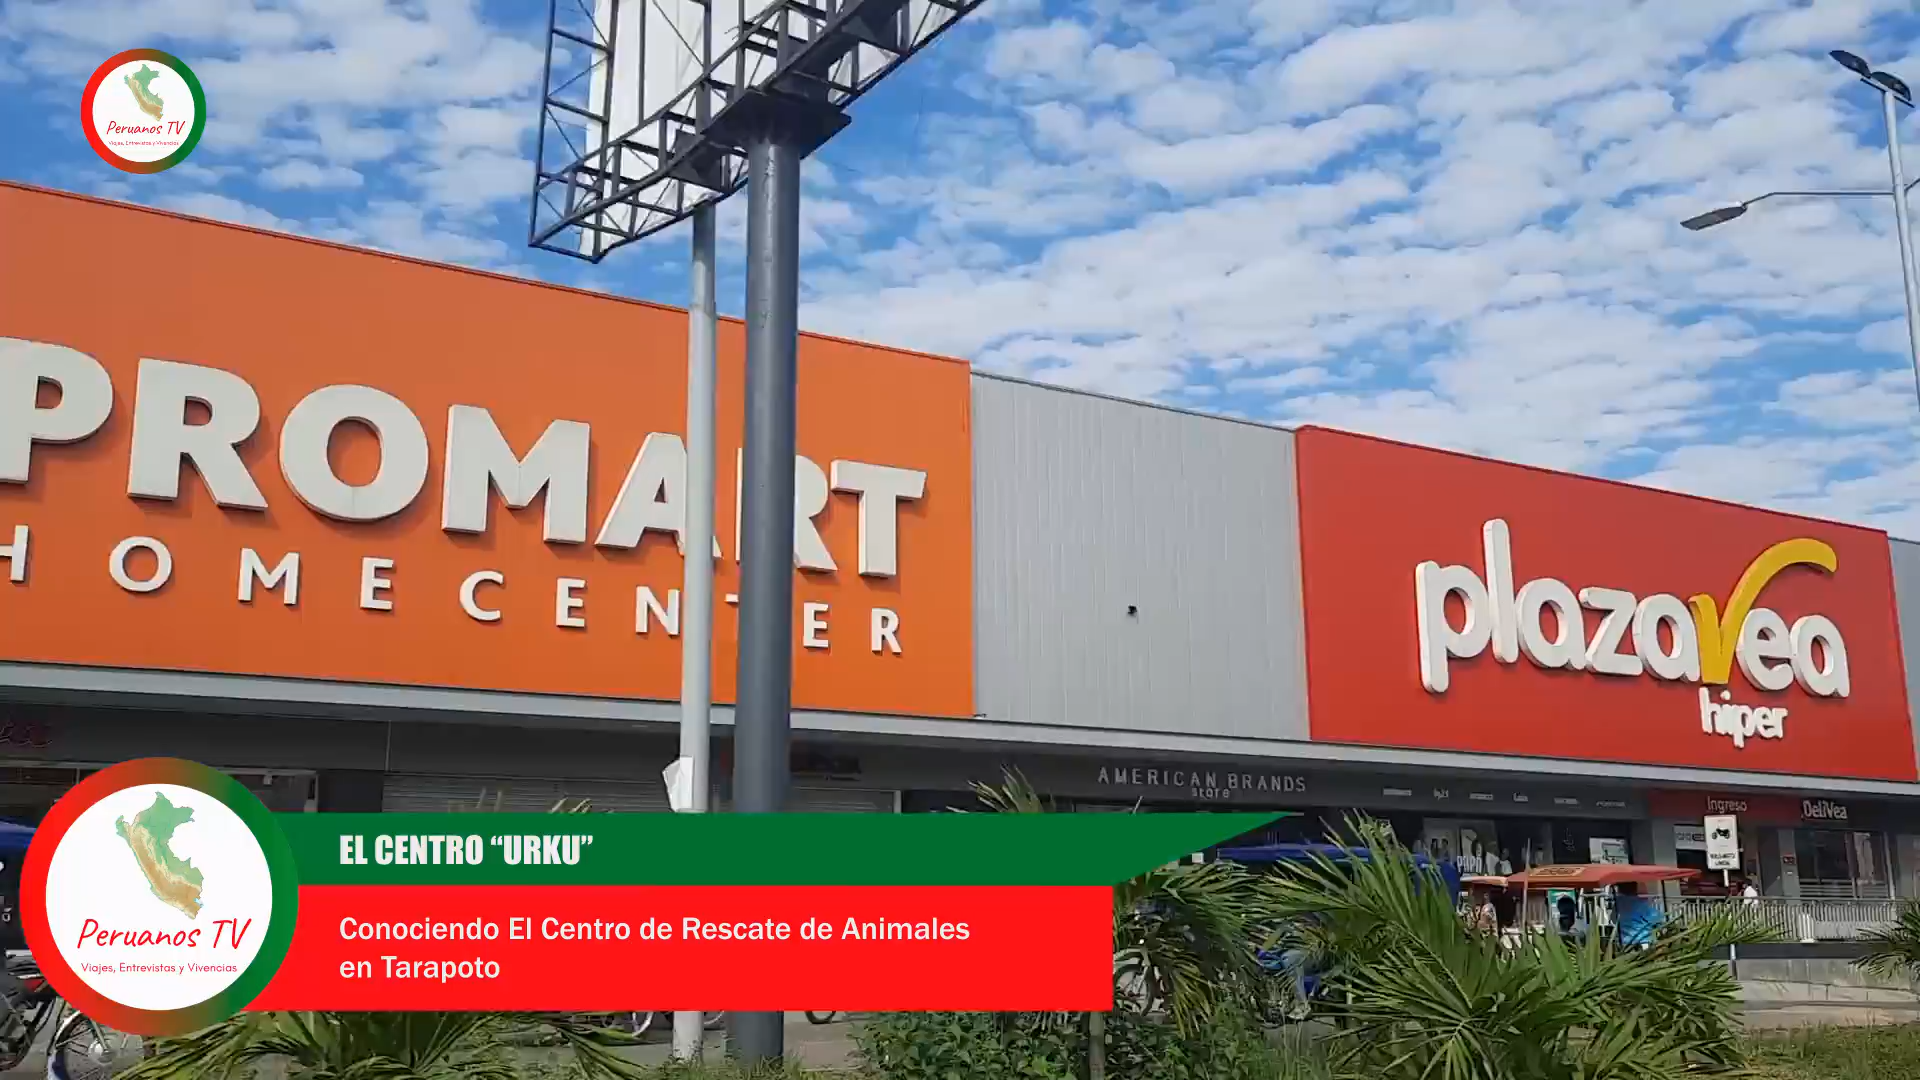 Peruanos TV
Viajes, Entrevistas y Vivencias
PROMART
HOMECENTER
plazavea
hiper
AMERICAN BRANDS
store
Ingreso
DeliVea
EL CENTRO “URKU”
Conociendo El Centro de Rescate de Animales
en Tarapoto
Peruanos TV
Viajes, Entrevistas y Vivencias